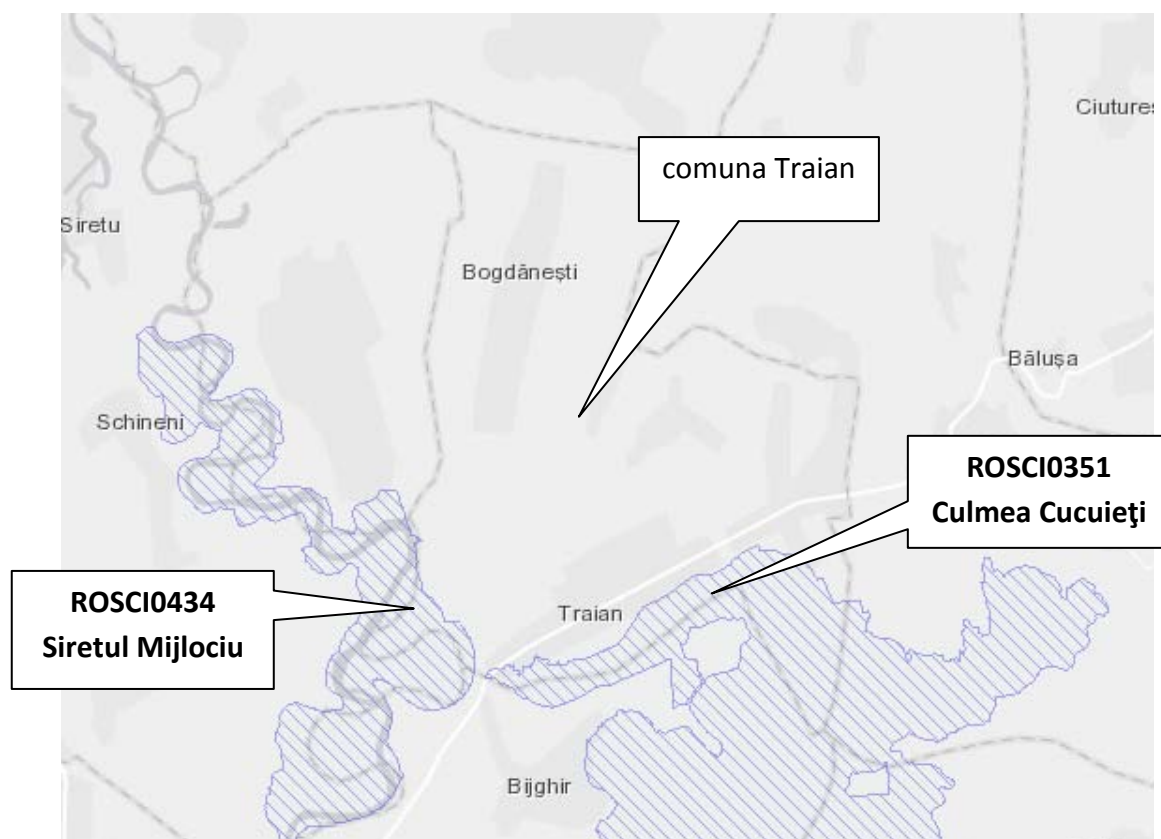 Ciutures
comuna Traian
Siretu
Bogdănești
Bălușa
Schineni
ROSCI0351
Culmea Cucuieţi
ROSCI0434
Siretul Mijlociu
Traian
Bijghir